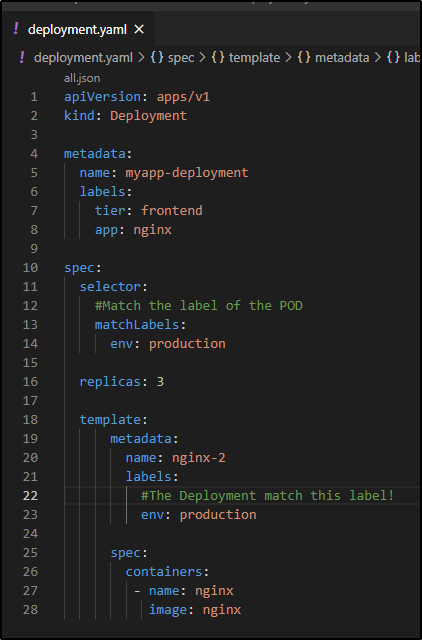 ! deployment.yaml ×
! deployment.yaml > {} spec > {} template > {} metadata > {} lab
all.json
1 apiVersion: apps/v1
2 kind: Deployment
3
4 metadata:
5   name: myapp-deployment
6   labels:
7     tier: frontend
8     app: nginx
9
10 spec:
11   selector:
12     #Match the label of the POD
13     matchLabels:
14       env: production
15
16   replicas: 3
17
18   template:
19       metadata:
20         name: nginx-2
21         labels:
22           #The Deployment match this label!
23           env: production
24
25       spec:
26         containers:
27          - name: nginx
28            image: nginx